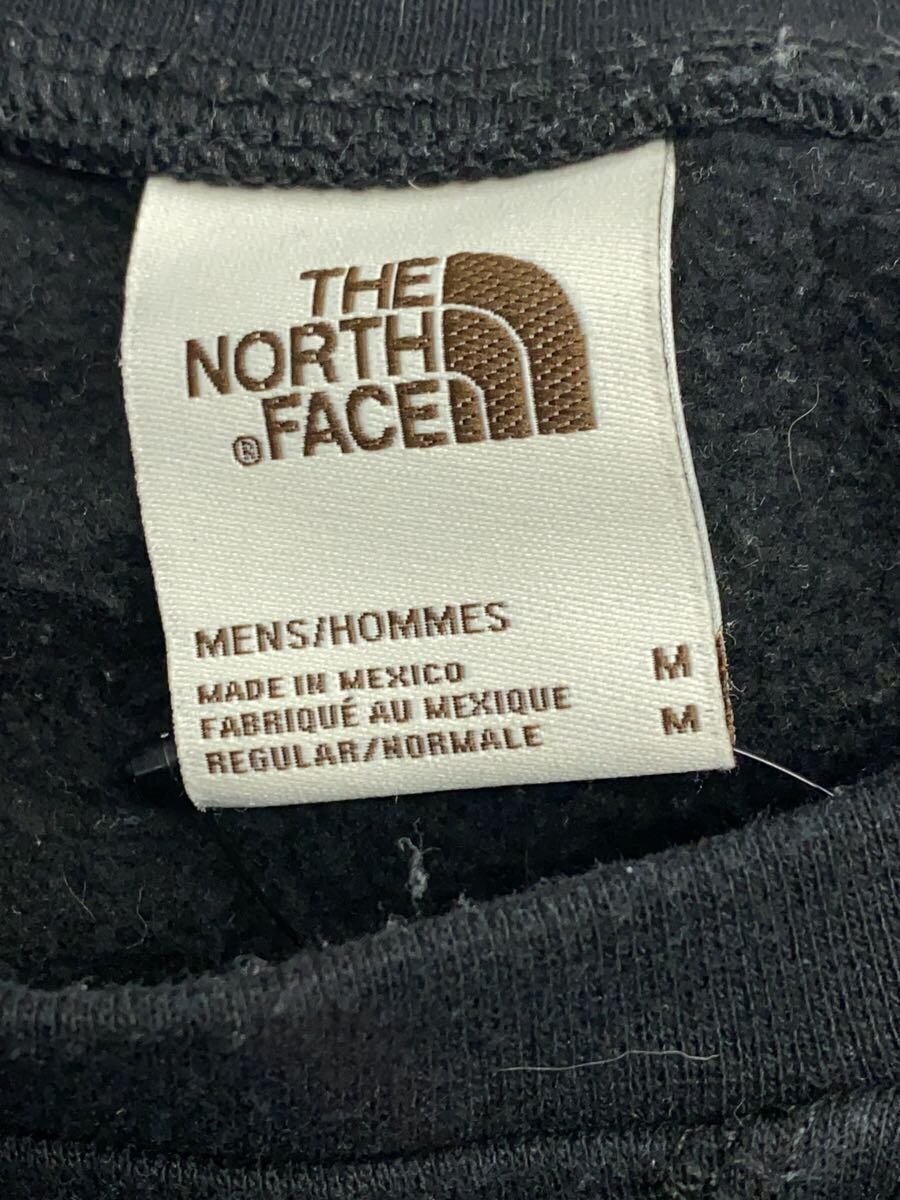 THE
NORTH
®FACE
MENS/HOMMES
MADE IN MEXICO M
FABRIQUÉ AU MEXIQUE
REGULAR/NORMALE M